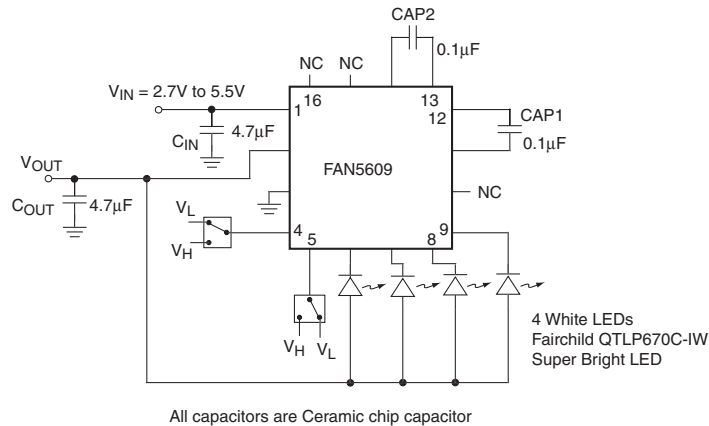 CAP2
0.1µF
NC NC
VIN = 2.7V to 5.5V
16
13
1
12
CAP1
CIN
4.7µF
0.1µF
VOUT
FAN5609
COUT
4.7µF
NC
VL
VH
4
5
8
9
VH VL
4 White LEDs
Fairchild QTLP670C-IW
Super Bright LED
All capacitors are Ceramic chip capacitor